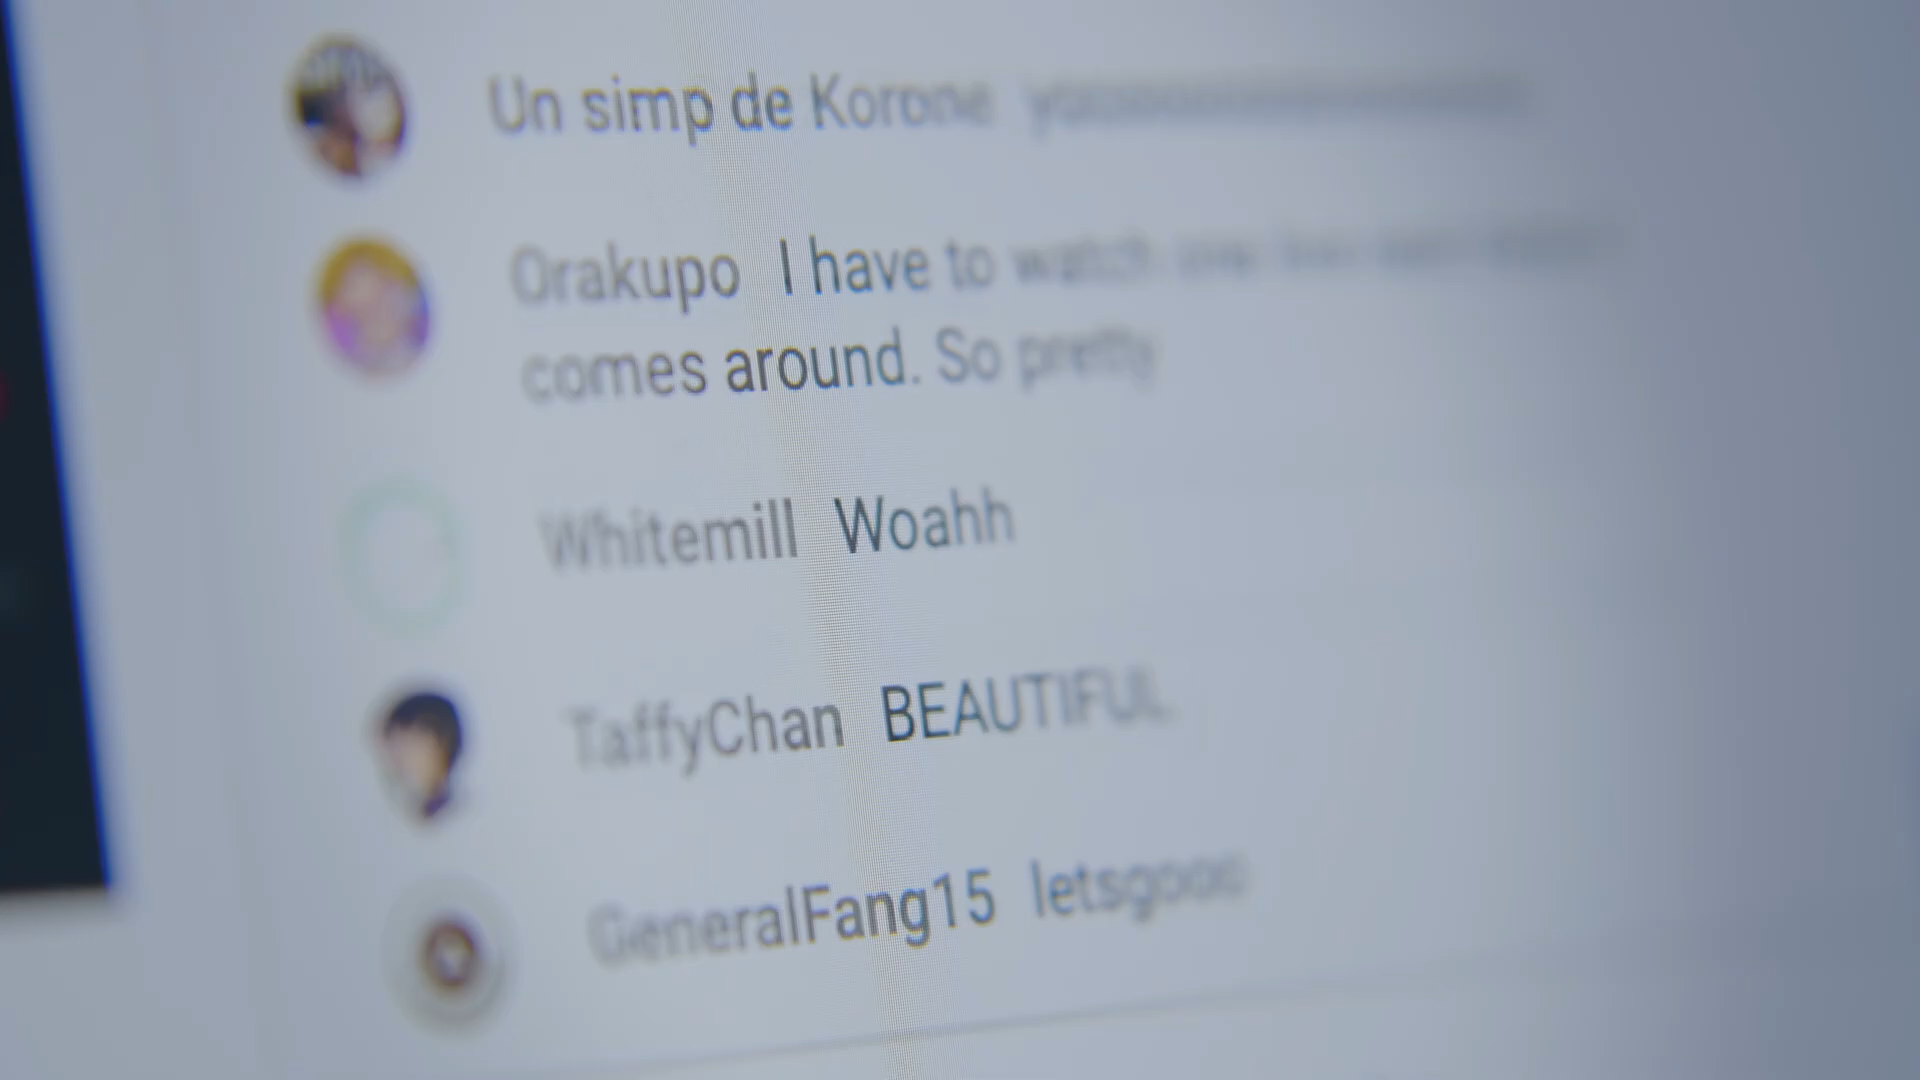 Un simp de Korone
Orakupo I have to watch
comes around. So pretty
Whitemill Woahh
TaffyChan BEAUTIFUL
GeneralFang15 letsgooo